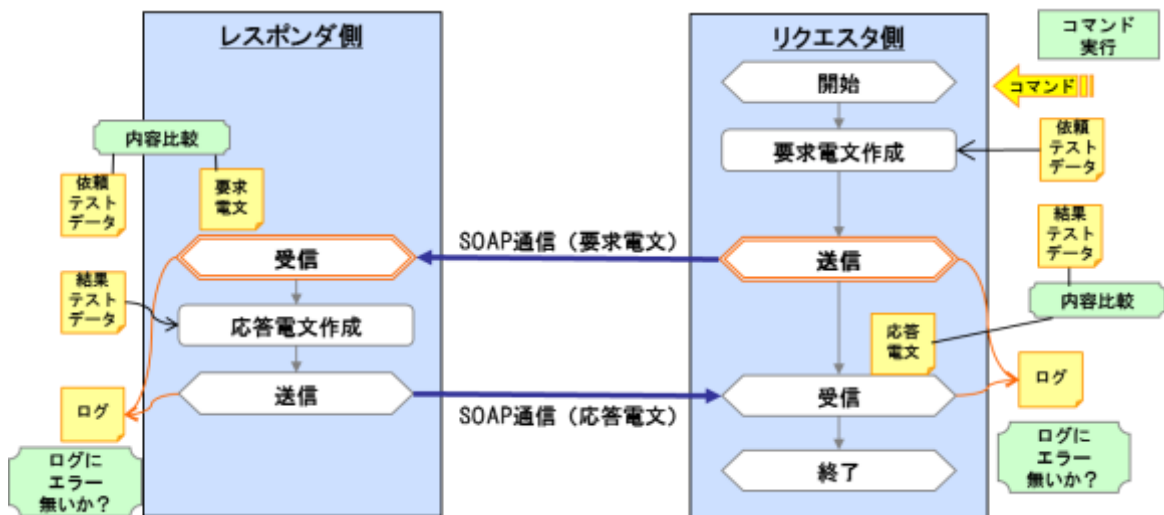 レスポンダ側
リクエスタ側
コマンド
実行
開始
コマンド
内容比較
要求電文作成
依頼
テスト
データ
依頼
テスト
データ
要求
電文
結果
テスト
データ
SOAP通信（要求電文）
受信
送信
結果
テスト
データ
内容比較
応答電文作成
応答
電文
ログ
送信
SOAP通信（応答電文）
受信
ログ
ログに
エラー
無いか？
終了
ログに
エラー
無いか？